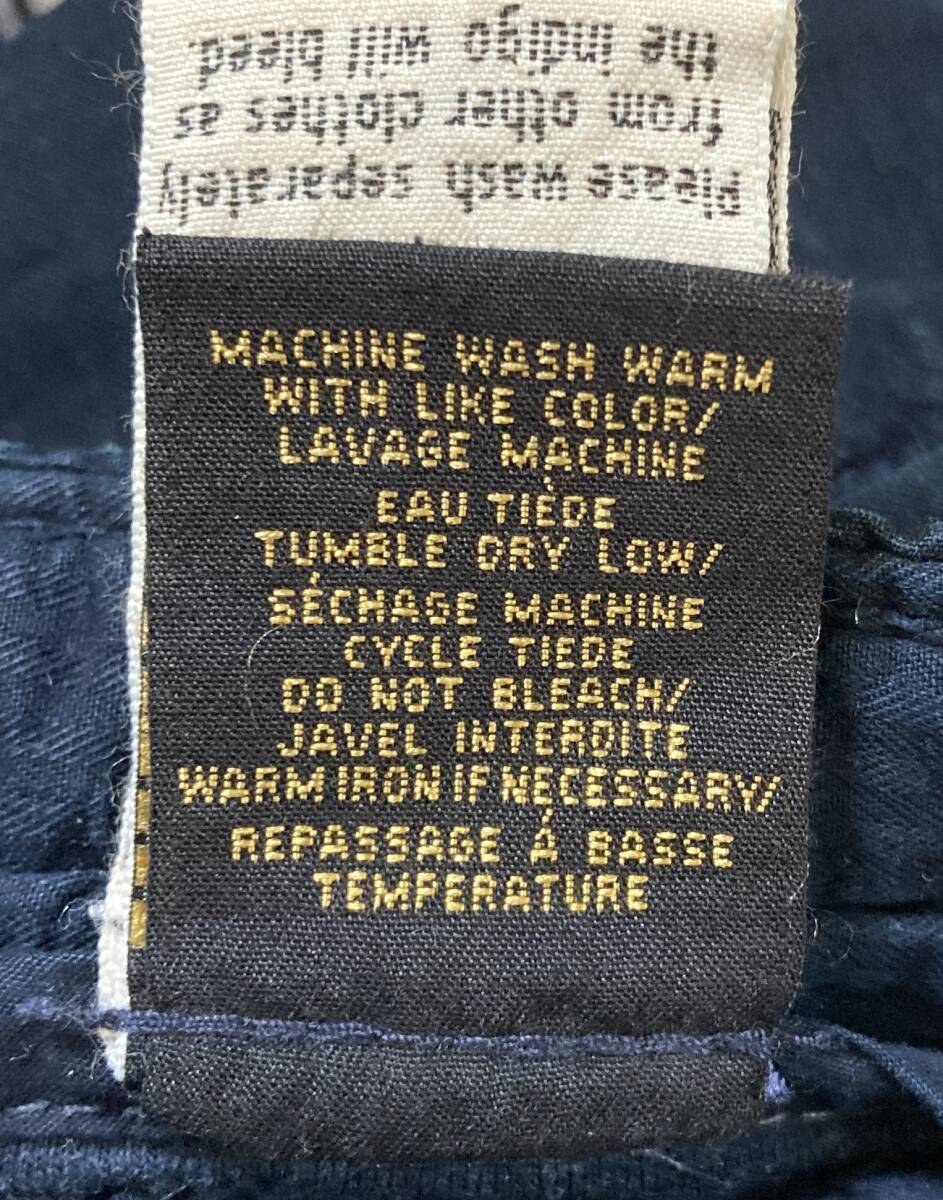 Please wash separately
from other clothes as
the indigo will bleed.
MACHINE WASH WARM
WITH LIKE COLOR/
LAVAGE MACHINE
EAU TIÈDE
TUMBLE DRY LOW/
SÉCHAGE MACHINE
CYCLE TIEDE
DO NOT BLEACH/
JAVEL INTERDITE
WARM IRON IF NECESSARY/
REPASSAGE Á BASSE
TEMPERATURE